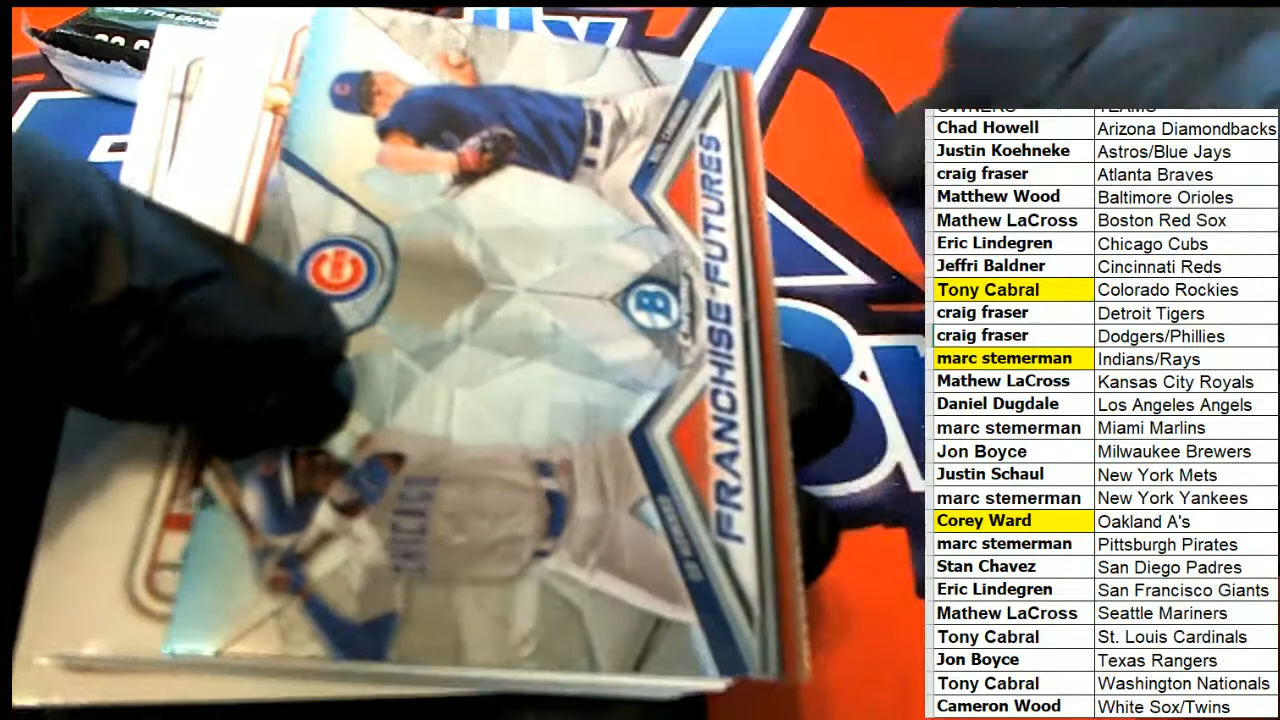 FRANCHISE-FUTURES
CHICAGO
B
C
OWNERS TEAMS
Chad Howell Arizona Diamondbacks
Justin Koehneke Astros/Blue Jays
craig fraser Atlanta Braves
Matthew Wood Baltimore Orioles
Mathew LaCross Boston Red Sox
Eric Lindegren Chicago Cubs
Jeffri Baldner Cincinnati Reds
Tony Cabral Colorado Rockies
craig fraser Detroit Tigers
craig fraser Dodgers/Phillies
marc stemerman Indians/Rays
Mathew LaCross Kansas City Royals
Daniel Dugdale Los Angeles Angels
marc stemerman Miami Marlins
Jon Boyce Milwaukee Brewers
Justin Schaul New York Mets
marc stemerman New York Yankees
Corey Ward Oakland A's
marc stemerman Pittsburgh Pirates
Stan Chavez San Diego Padres
Eric Lindegren San Francisco Giants
Mathew LaCross Seattle Mariners
Tony Cabral St. Louis Cardinals
Jon Boyce Texas Rangers
Tony Cabral Washington Nationals
Cameron Wood White Sox/Twins